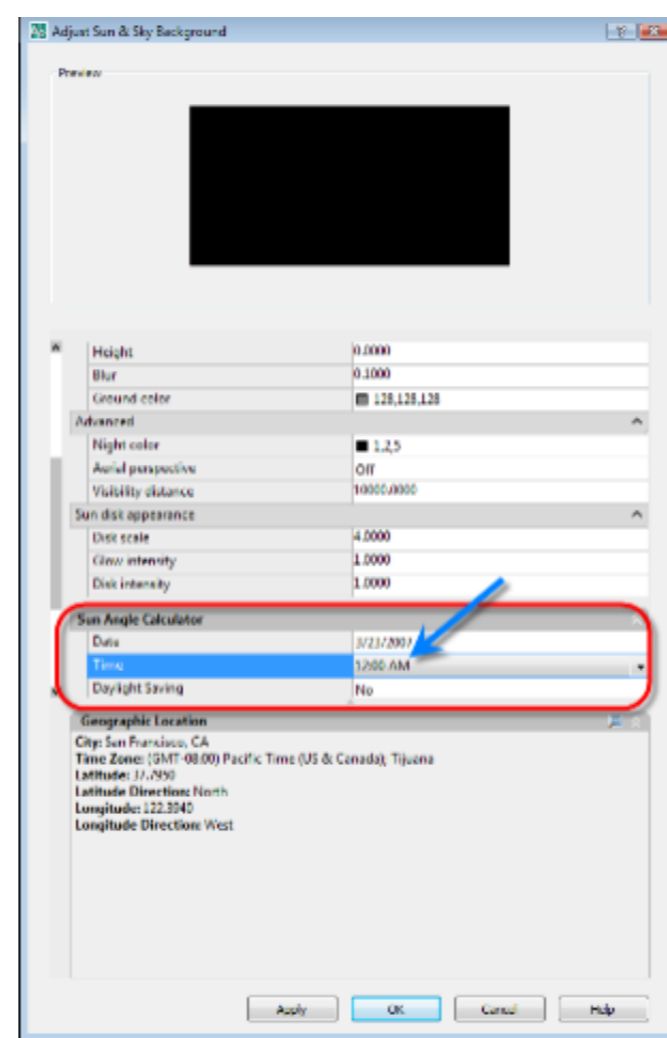 Adjust Sun & Sky Background
Preview
Height 0.0000
Blur 0.1000
Ground color 128,128,128
Advanced
Night color 1,2,5
Aerial perspective Off
Visibility distance 10000.0000
Sun disk appearance
Disk scale 4.0000
Glow intensity 1.0000
Disk intensity 1.0000
Sun Angle Calculator
Date /2007
Time 12:00 AM
Daylight Saving No
Geographic Location
City: San Francisco, CA
Time Zone: (GMT-08:00) Pacific Time (US & Canada), Tijuana
Latitude: 37.7950
Latitude Direction: North
Longitude: 122.3940
Longitude Direction: West
Apply OK Cancel Help